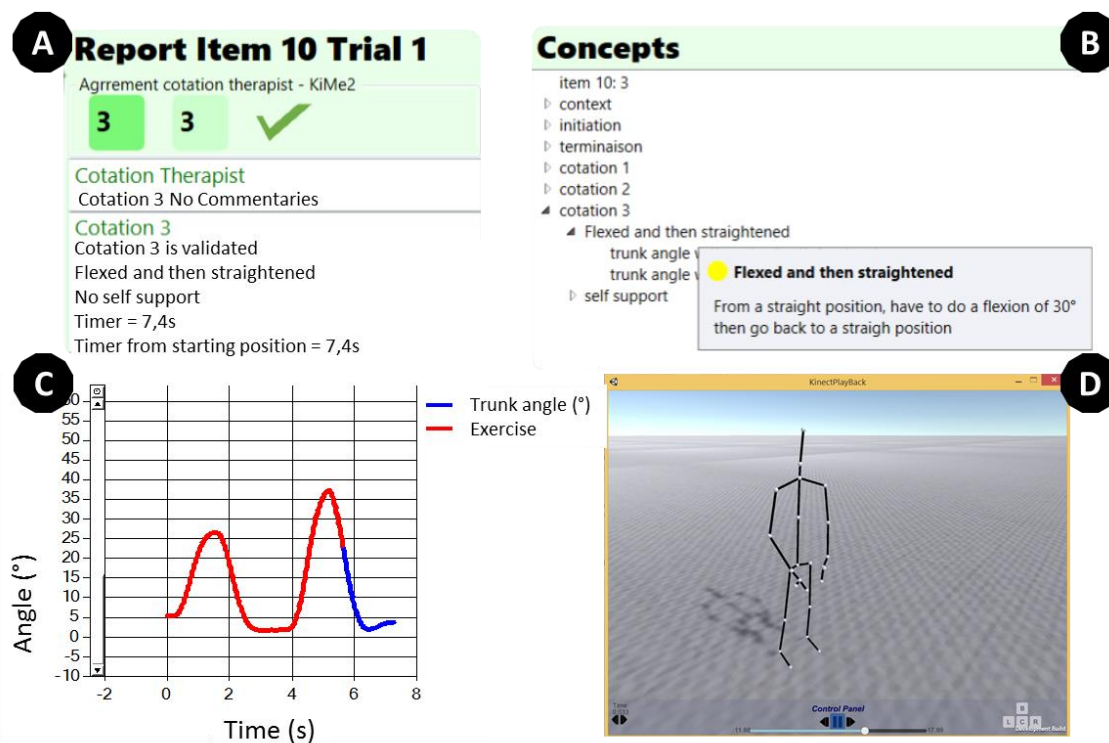 A
Report Item 10 Trial 1
Agrrement cotation therapist - KiMe2
3 3
Cotation Therapist
Cotation 3 No Commentaries
Cotation 3
Cotation 3 is validated
Flexed and then straightened
No self support
Timer = 7,4s
Timer from starting position = 7,4s
B
Concepts
item 10: 3
context
initiation
terminaison
cotation 1
cotation 2
cotation 3
Flexed and then straightened
trunk angle
trunk angle
self support
Flexed and then straightened
From a straight position, have to do a flexion of 30°
then go back to a straigh position
C
Trunk angle (°)
Exercise
55
50
45
40
35
30
25
20
15
10
5
0
-5
-10
-2 0 2 4 6 8
Angle (°)
Time (s)
D
KinectPlayBack
Control Panel
Time
L C R
Development Build